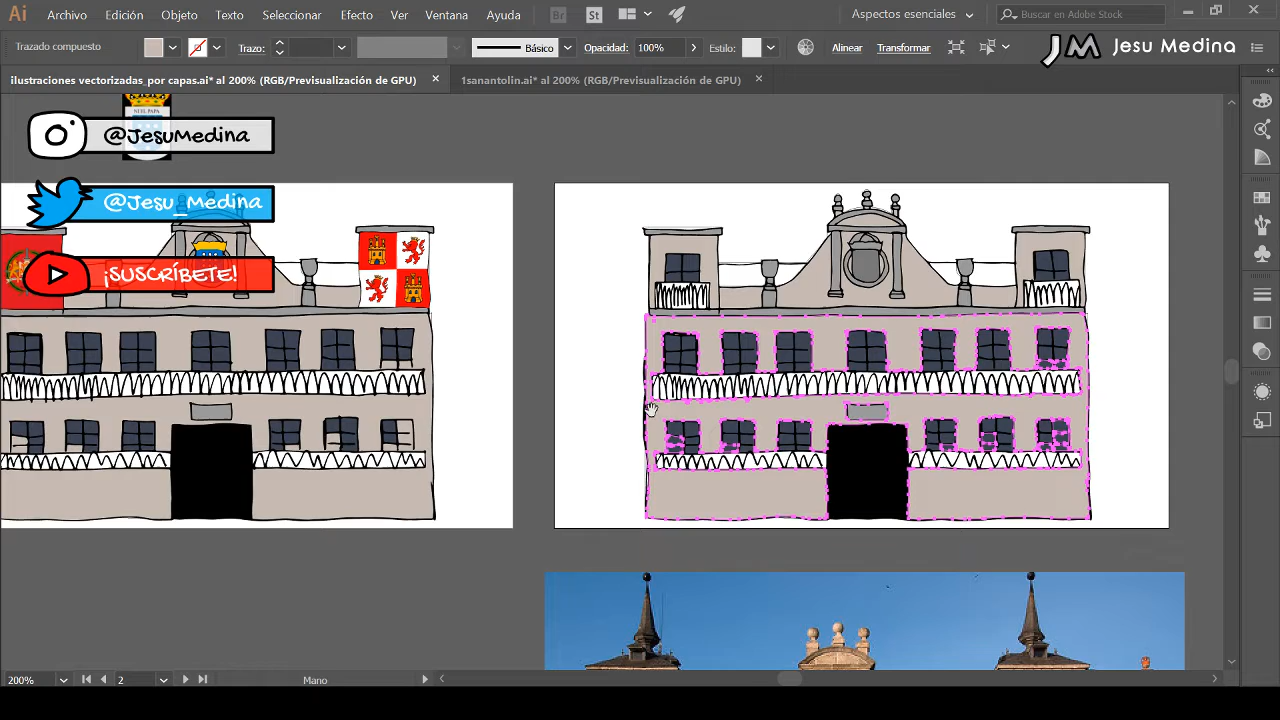 Ai Archivo Edición Objeto Texto Seleccionar Efecto Ver Ventana Ayuda Br St Aspectos esenciales Buscar en Adobe Stock
Trazado compuesto Trazo: Básico Opacidad: 100% Estilo: Alinear Transformar JM Jesu Medina
ilustraciones vectorizadas_por capas.ai* al 200% (RGB/Previsualización de GPU) 1sanantolin.ai* al 200% (RGB/Previsualización de GPU)
@Jesumedina
@Jesu_Medina
¡SUSCRÍBETE!
200% 2 Mano